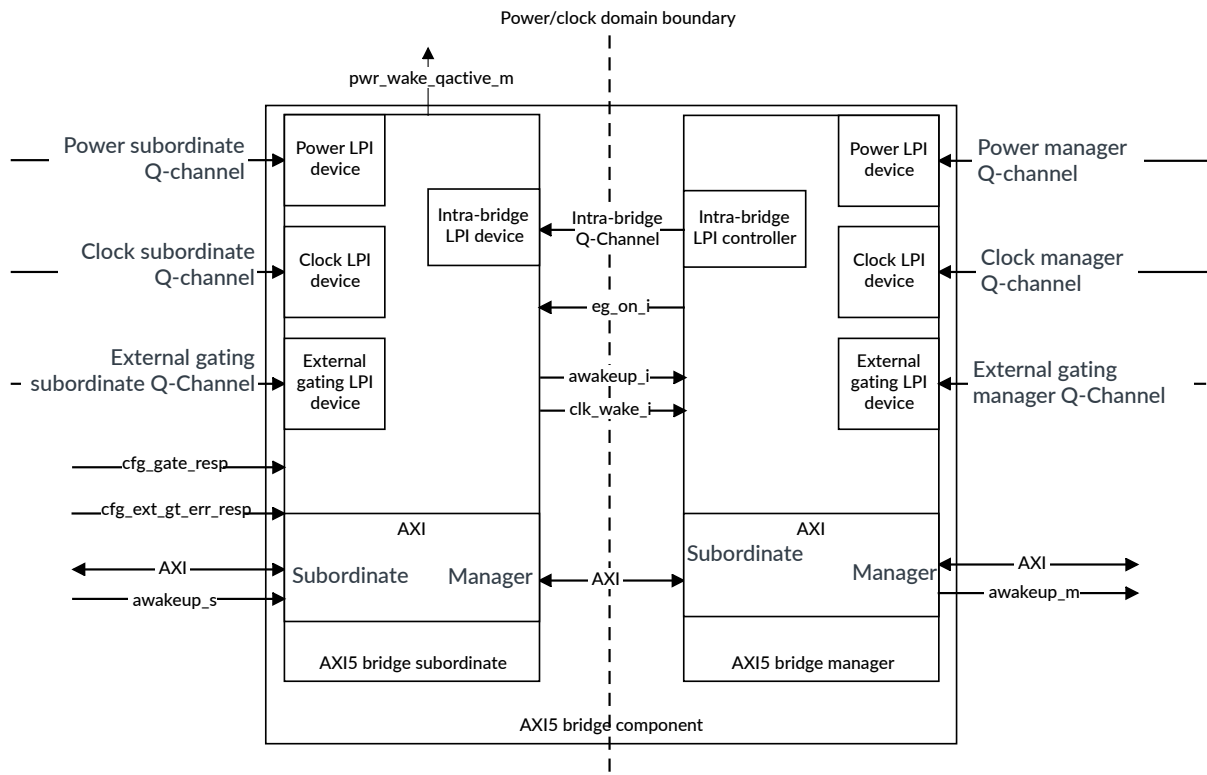 Power/clock domain boundary
pwr_wake_qactive_m
Power subordinate
Q-channel
Power LPI
device
Power LPI
device
Power manager
Q-channel
Intra-bridge
LPI device
Intra-bridge
Q-Channel
Intra-bridge
LPI controller
Clock subordinate
Q-channel
Clock LPI
device
Clock LPI
device
Clock manager
Q-channel
eg_on_i
External gating
subordinate Q-Channel
External
gating LPI
device
awakeup_i
clk_wake_i
External
gating LPI
device
External gating
manager Q-Channel
cfg_gate_resp
cfg_ext_gt_err_resp
AXI
AXI
AXI
Subordinate
Manager
AXI
Subordinate
Manager
AXI
awakeup_s
awakeup_m
AXI5 bridge subordinate
AXI5 bridge manager
AXI5 bridge component